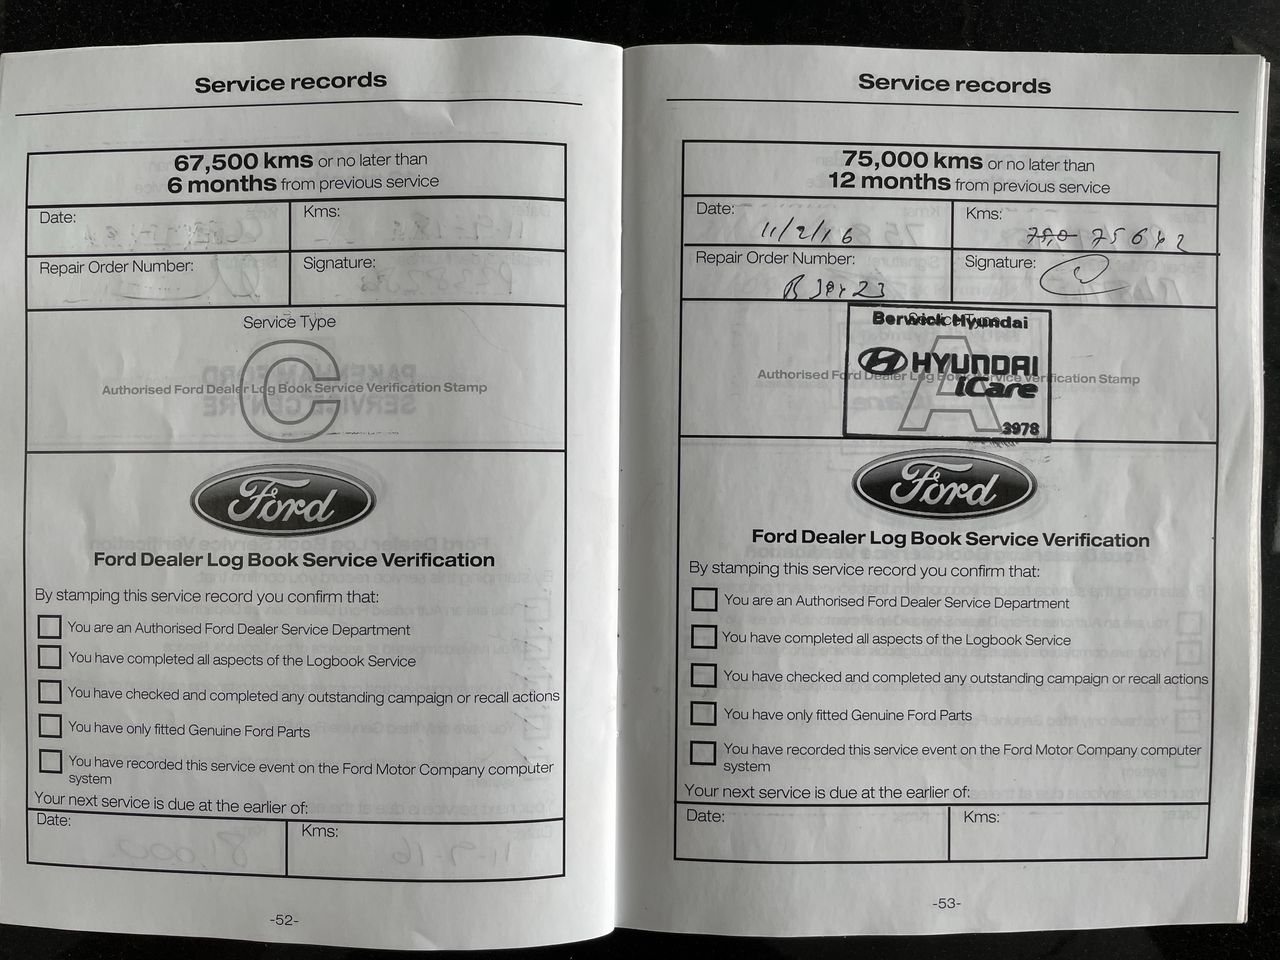 Service records
67,500 kms or no later than
6 months from previous service
Date:
Kms:
Repair Order Number:
Signature:
Service Type
C
Authorised Ford Dealer Log Book Service Verification Stamp
Ford
Ford Dealer Log Book Service Verification
By stamping this service record you confirm that:
You are an Authorised Ford Dealer Service Department
You have completed all aspects of the Logbook Service
You have checked and completed any outstanding campaign or recall actions
You have only fitted Genuine Ford Parts
You have recorded this service event on the Ford Motor Company computer
system
Your next service is due at the earlier of:
Date:
Kms:
-52-
Service records
75,000 kms or no later than
12 months from previous service
Date:
11/2/16
Kms:
75642
Repair Order Number:
Signature:
Berwick Hyundai
Service Type
HYUNDAI
iCare
A
Authorised Ford Dealer Log Book Service Verification Stamp
3978
Ford
Ford Dealer Log Book Service Verification
By stamping this service record you confirm that:
You are an Authorised Ford Dealer Service Department
You have completed all aspects of the Logbook Service
You have checked and completed any outstanding campaign or recall actions
You have only fitted Genuine Ford Parts
You have recorded this service event on the Ford Motor Company computer
system
Your next service is due at the earlier of:
Date:
Kms:
-53-